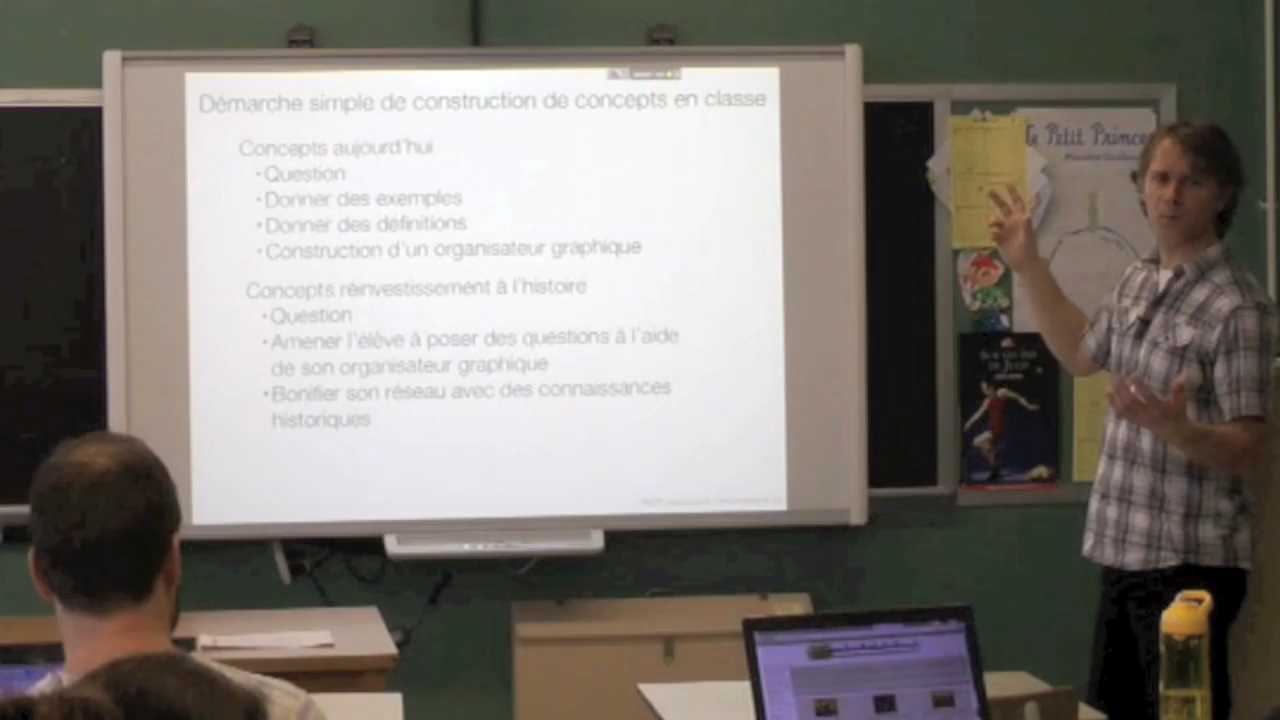 Démarche simple de construction de concepts en classe
Concepts aujourd'hui
• Question
• Donner des exemples
• Donner des définitions
• Construction d'un organisateur graphique
Concepts réinvestissement à l'histoire
• Question
• Amener l'élève à poser des questions à l'aide
de son organisateur graphique
• Bonifier son réseau avec des connaissances
historiques
Le Petit Prince